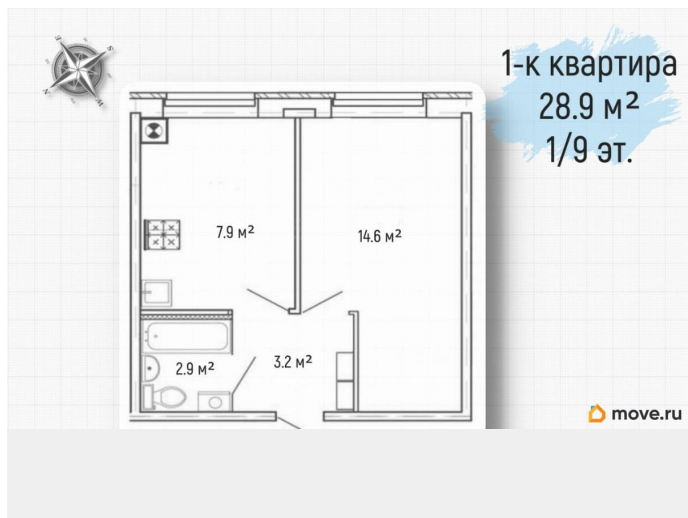 1-к квартира
28.9 м²
1/9 эт.
7.9 м²
14.6 м²
2.9 м²
3.2 м²
move.ru